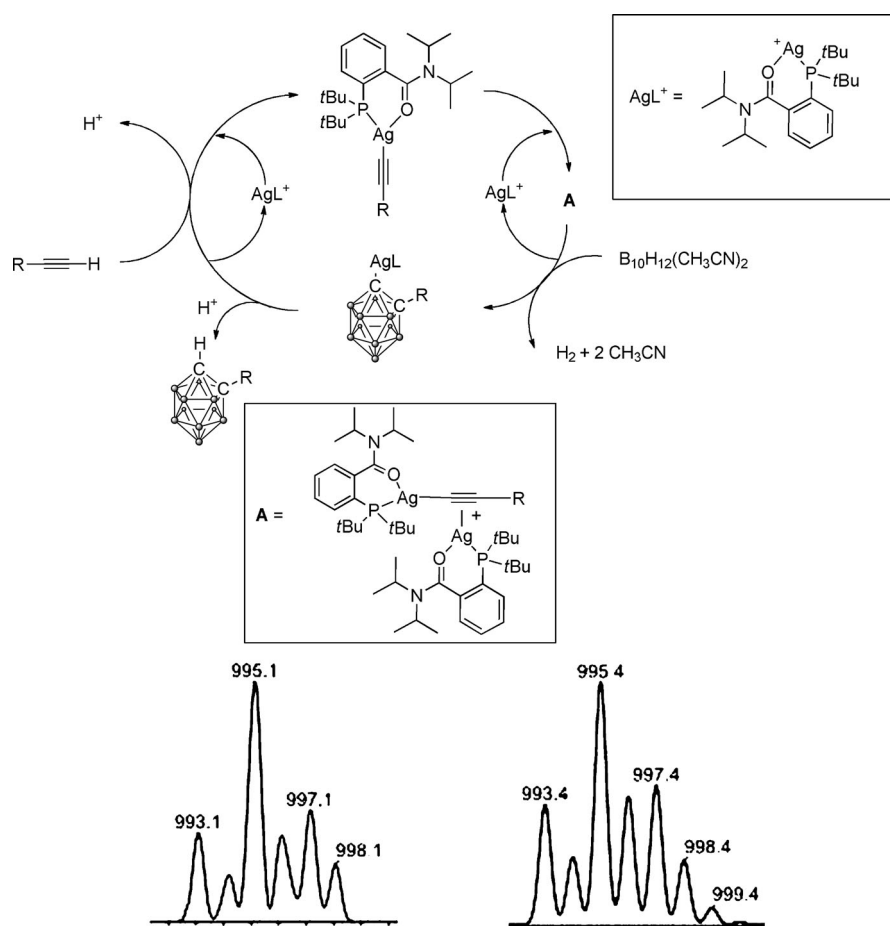 N
O
P
tBu
tBu
Ag
R
H⁺
AgL⁺
R H
AgL
C
C R
H⁺
H
C
C R
AgL⁺
A
B₁₀H₁₂(CH₃CN)₂
H₂ + 2 CH₃CN
AgL⁺ =
+
Ag
O P
tBu
tBu
N
A =
N
O
Ag R
P
tBu tBu
+
Ag
O P
tBu
tBu
N
995.1
993.1
997.1
998.1
995.4
993.4
997.4
998.4
999.4